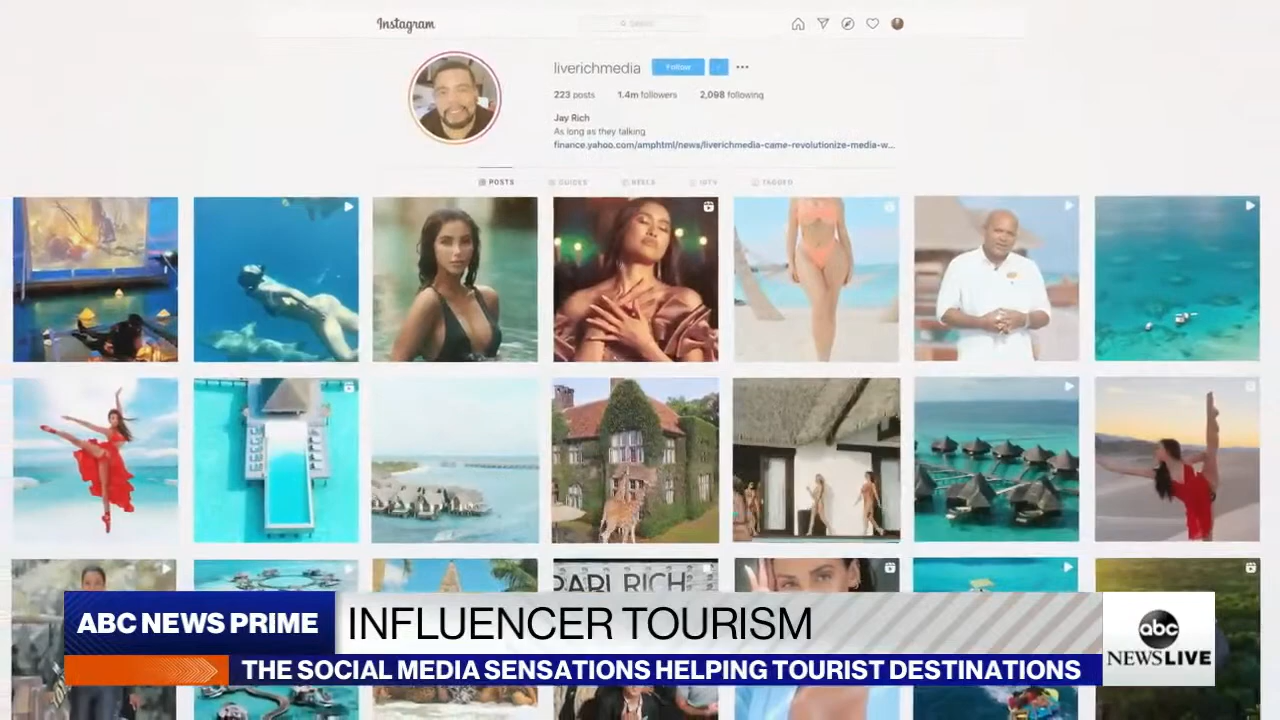 Instagram
Search
liverichmedia Follow
223 posts 1.4m followers 2,098 following
Jay Rich
As long as they talking
finance.yahoo.com/amphtml/news/liverichmedia-came-revolutionize-media-w...
POSTS GUIDES REELS IGTV TAGGED
RICH
ABC NEWS PRIME INFLUENCER TOURISM
THE SOCIAL MEDIA SENSATIONS HELPING TOURIST DESTINATIONS
abc
NEWSLIVE